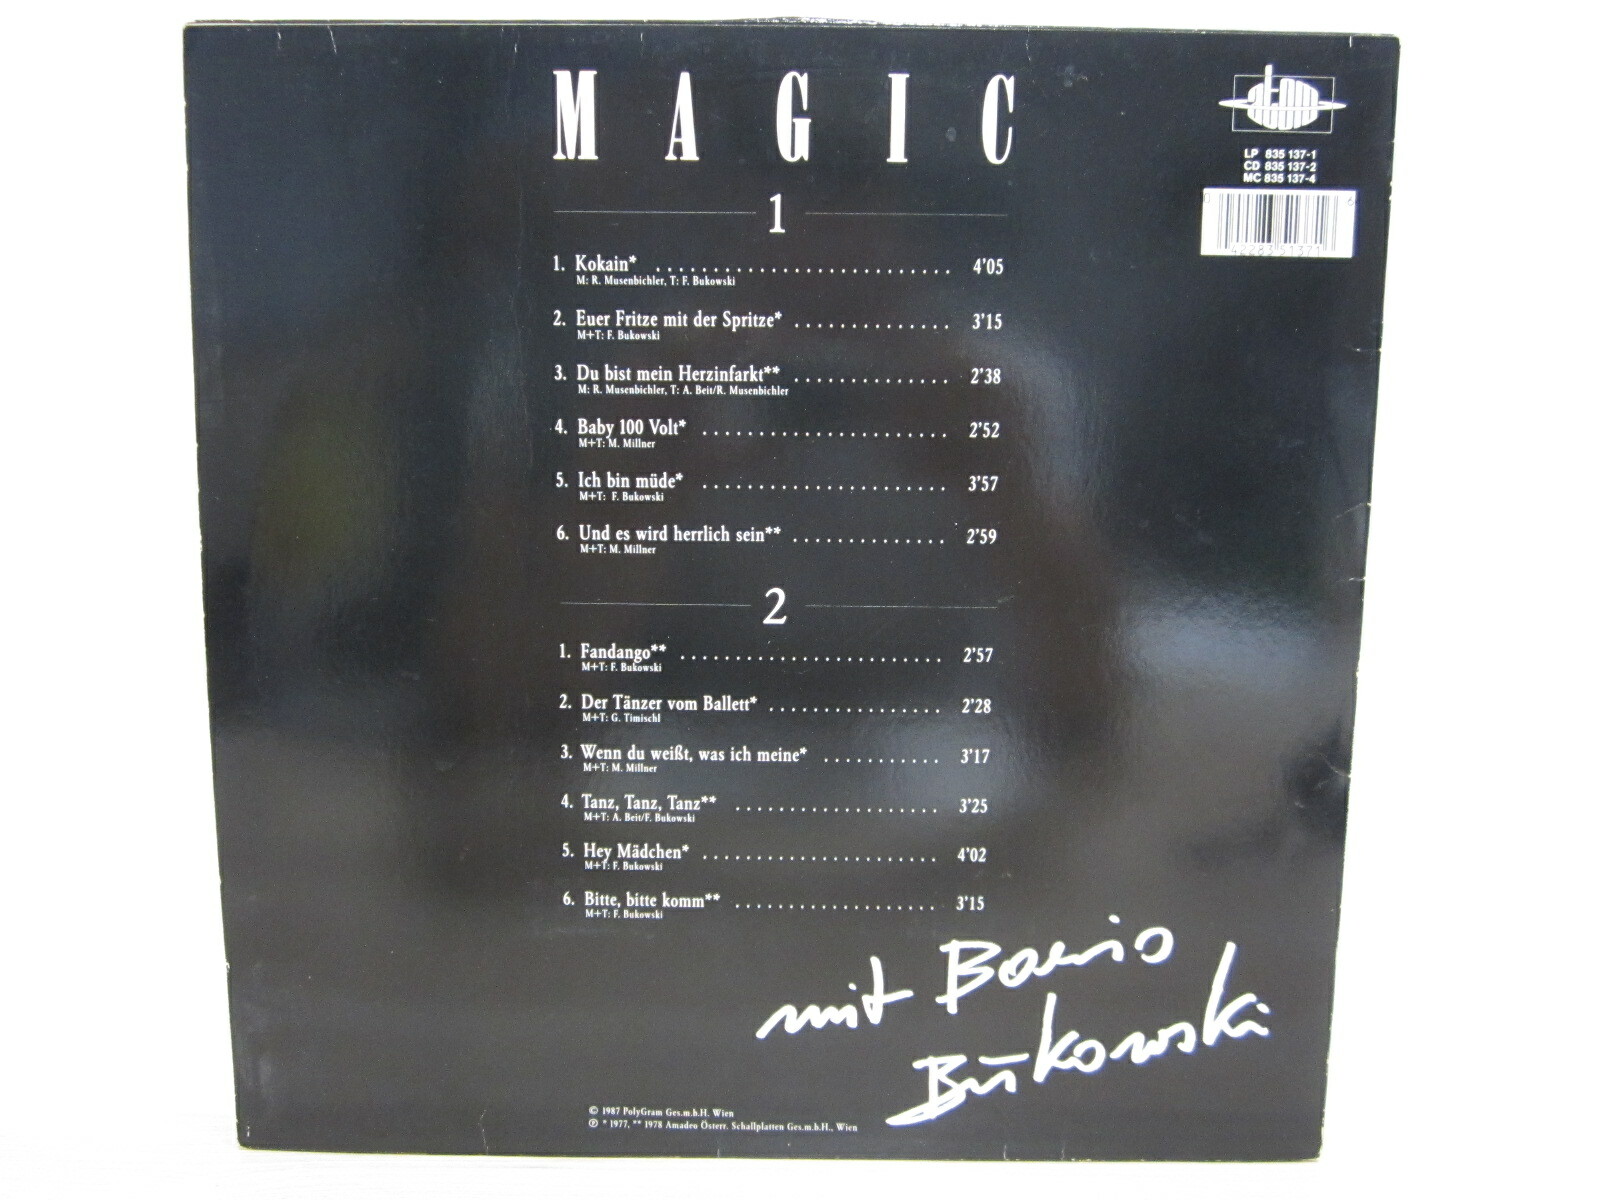 MAGIC
atom
LP 835 137-1
CD 835 137-2
MC 835 137-4
0 42283 51371 6
1
1. Kokain* 4'05
M: R. Musenbichler, T: F. Bukowski
2. Euer Fritze mit der Spritze* 3'15
M+T: F. Bukowski
3. Du bist mein Herzinfarkt** 2'38
M: R. Musenbichler, T: A. Beit/R. Musenbichler
4. Baby 100 Volt* 2'52
M+T: M. Millner
5. Ich bin müde* 3'57
M+T: F. Bukowski
6. Und es wird herrlich sein** 2'59
M+T: M. Millner
2
1. Fandango** 2'57
M+T: F. Bukowski
2. Der Tänzer vom Ballett* 2'28
M+T: G. Timischl
3. Wenn du weißt, was ich meine* 3'17
M+T: M. Millner
4. Tanz, Tanz, Tanz** 3'25
M+T: A. Beit/F. Bukowski
5. Hey Mädchen* 4'02
M+T: F. Bukowski
6. Bitte, bitte komm** 3'15
M+T: F. Bukowski
mit Boris
Bukowski
© 1987 PolyGram Ges.m.b.H. Wien
℗ * 1977, ** 1978 Amadeo Österr. Schallplatten Ges.m.b.H., Wien